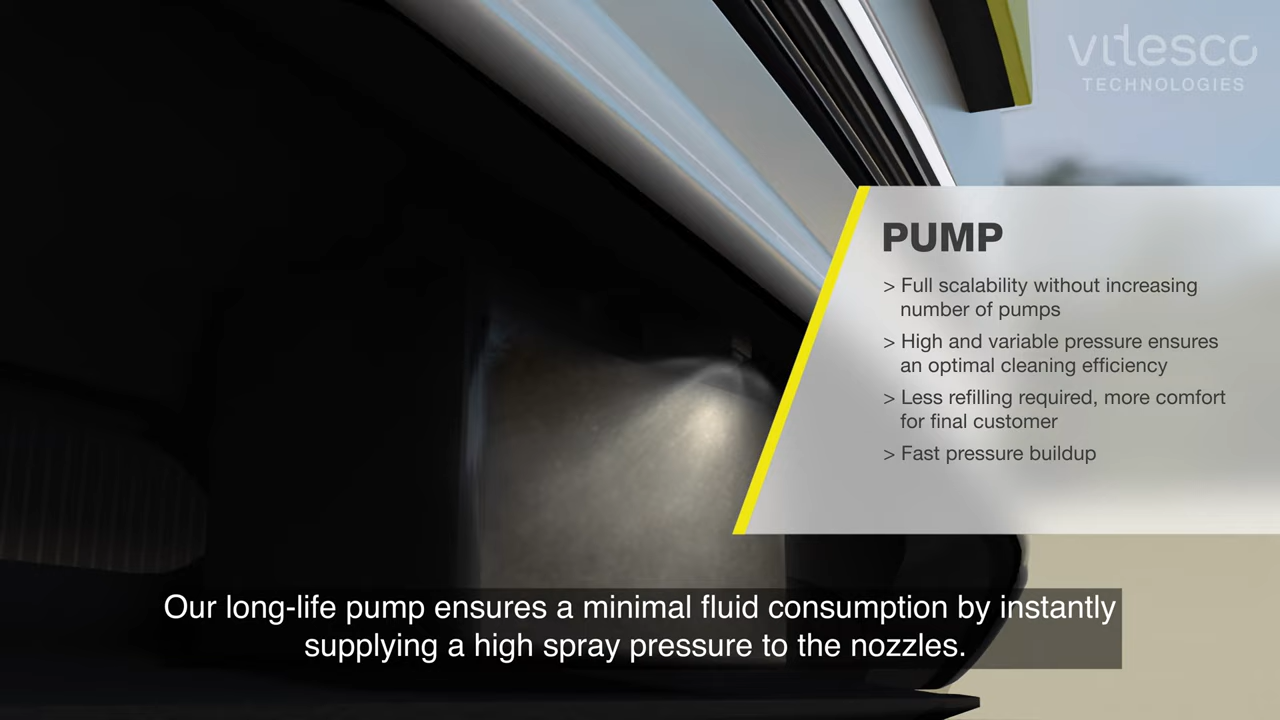 vitesco
TECHNOLOGIES
PUMP
> Full scalability without increasing
number of pumps
> High and variable pressure ensures
an optimal cleaning efficiency
> Less refilling required, more comfort
for final customer
> Fast pressure buildup
Our long-life pump ensures a minimal fluid consumption by instantly
supplying a high spray pressure to the nozzles.